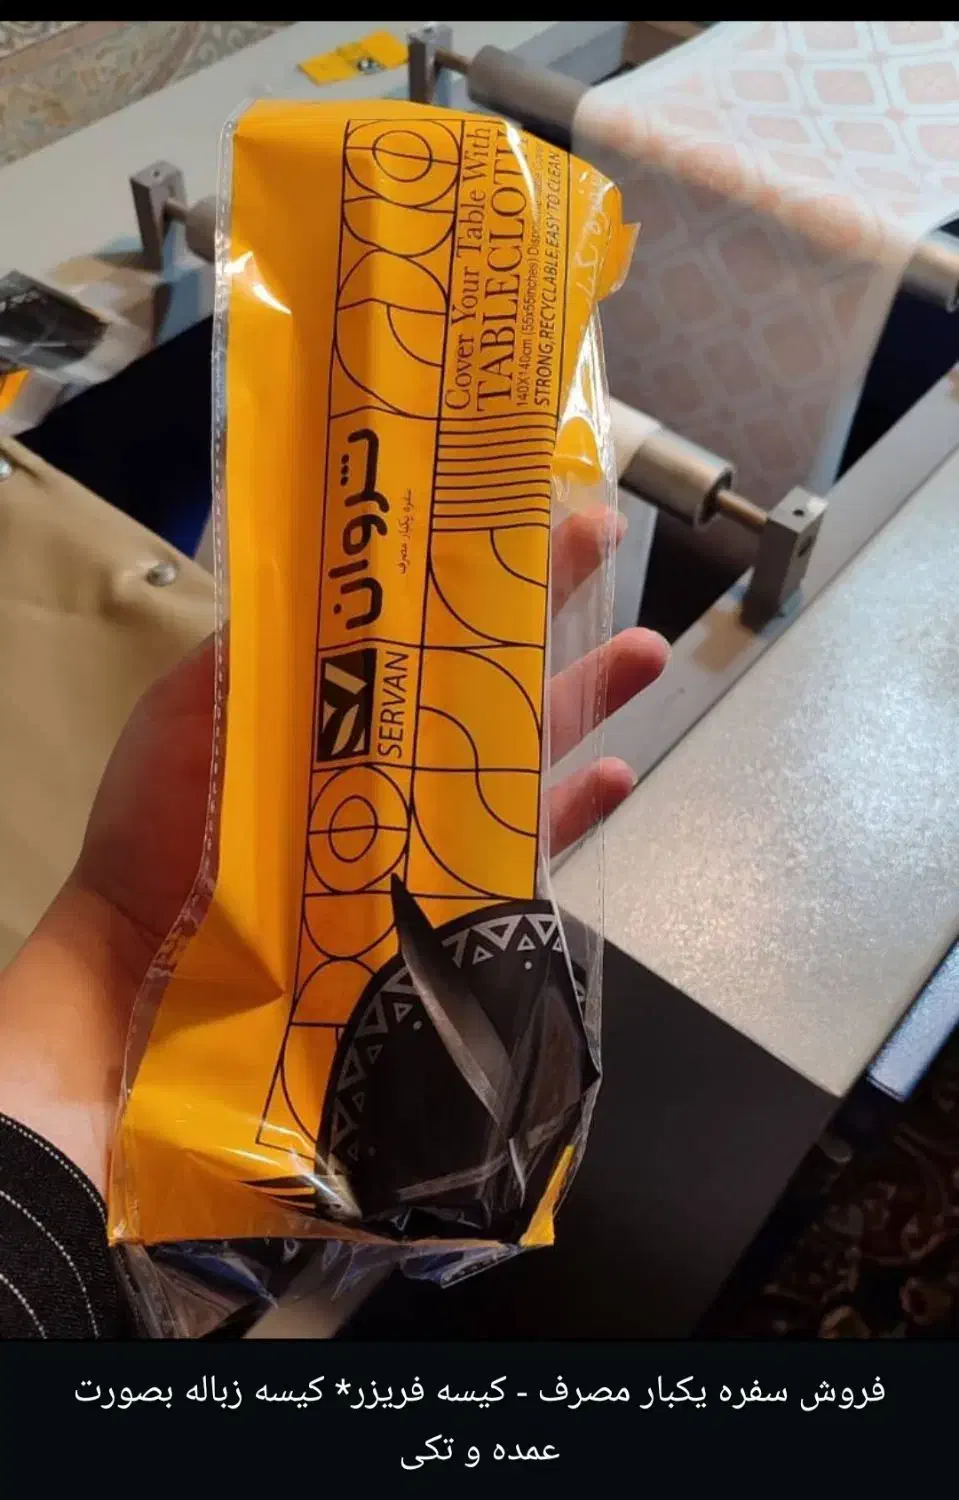 Cover Your Table With
TABLECLOTH
140X140cm (55x55inches)
STRONG,RECYCLABLE,EASY TO CLEAN
ثروان
سفره یکبار مصرف
SERVAN
فروش سفره یکبار مصرف - کیسه فریزر* کیسه زباله بصورت
عمده و تکی